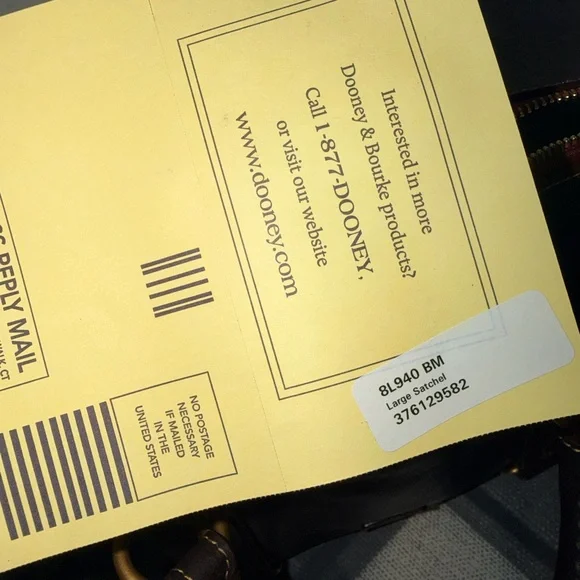 Interested in more
Dooney & Bourke products?
Call 1-877-DOONEY,
or visit our website
www.dooney.com
8L940 BM
Large Satchel
376129582
NO POSTAGE
NECESSARY
IF MAILED
IN THE
UNITED STATES
REPLY MAIL
CT